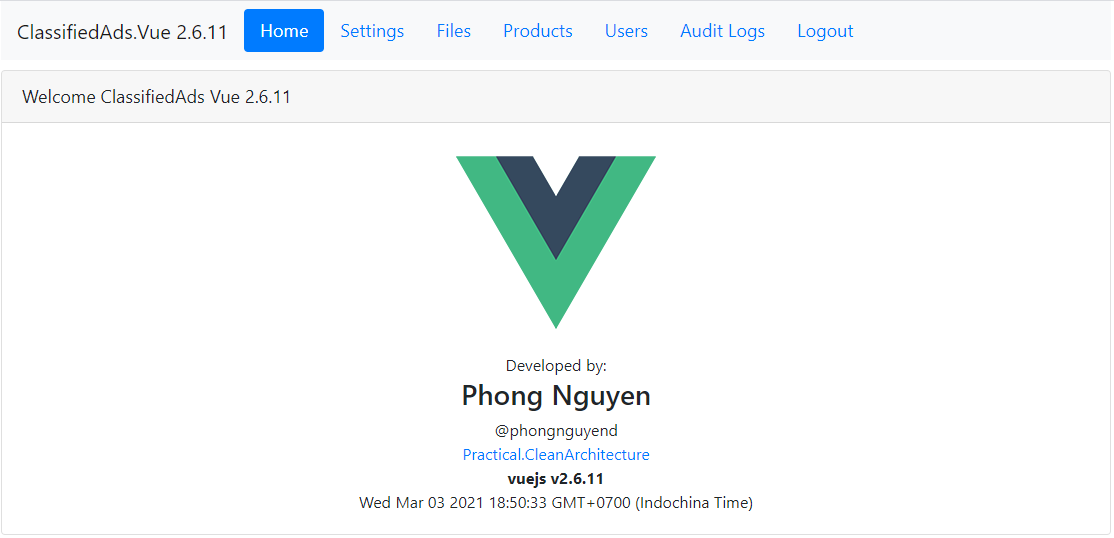 ClassifiedAds.Vue 2.6.11 Home Settings Files Products Users Audit Logs Logout
Welcome ClassifiedAds Vue 2.6.11
Developed by:
Phong Nguyen
@phongnguyend
Practical.CleanArchitecture
vuejs v2.6.11
Wed Mar 03 2021 18:50:33 GMT+0700 (Indochina Time)